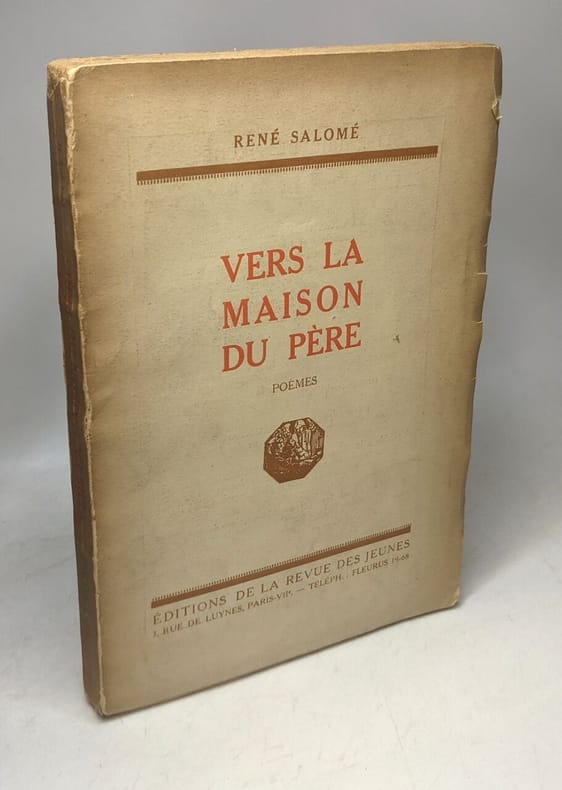 RENÉ SALOMÉ
VERS LA
MAISON
DU PÈRE
POÈMES
ÉDITIONS DE LA REVUE DES JEUNES
3, RUE DE LUYNES, PARIS-VIIe. — TÉLÉPH. : FLEURUS 19-68